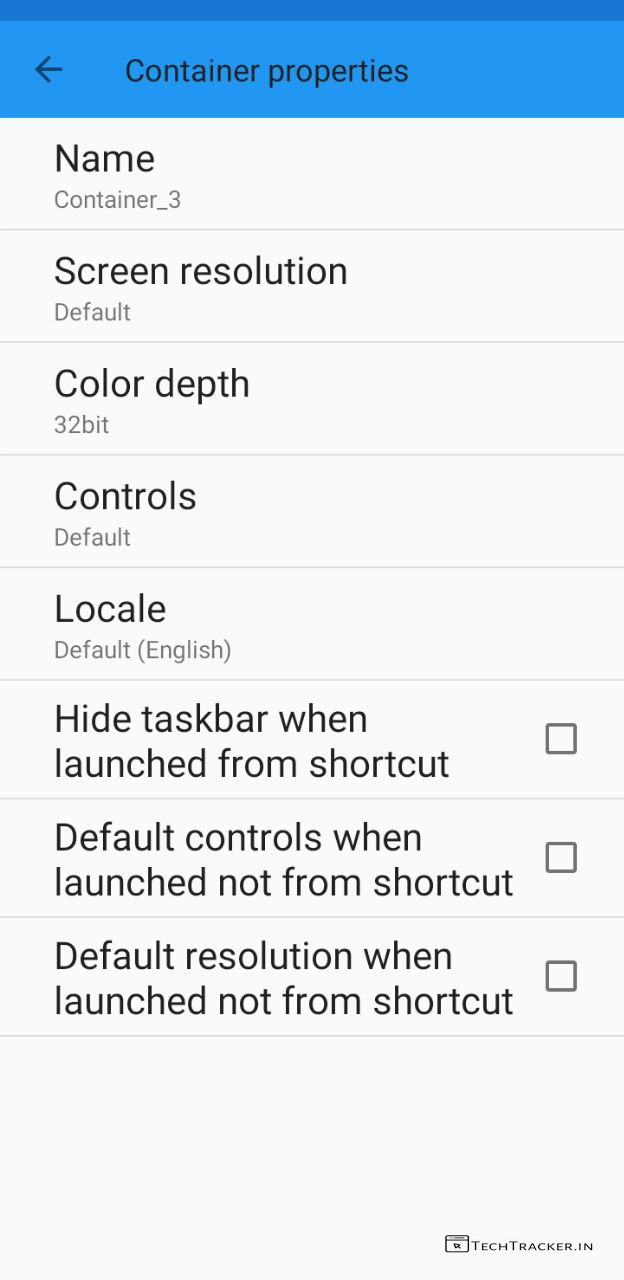 Container properties
Name
Container_3
Screen resolution
Default
Color depth
32bit
Controls
Default
Locale
Default (English)
Hide taskbar when
launched from shortcut
Default controls when
launched not from shortcut
Default resolution when
launched not from shortcut
TECHTRACKER.IN